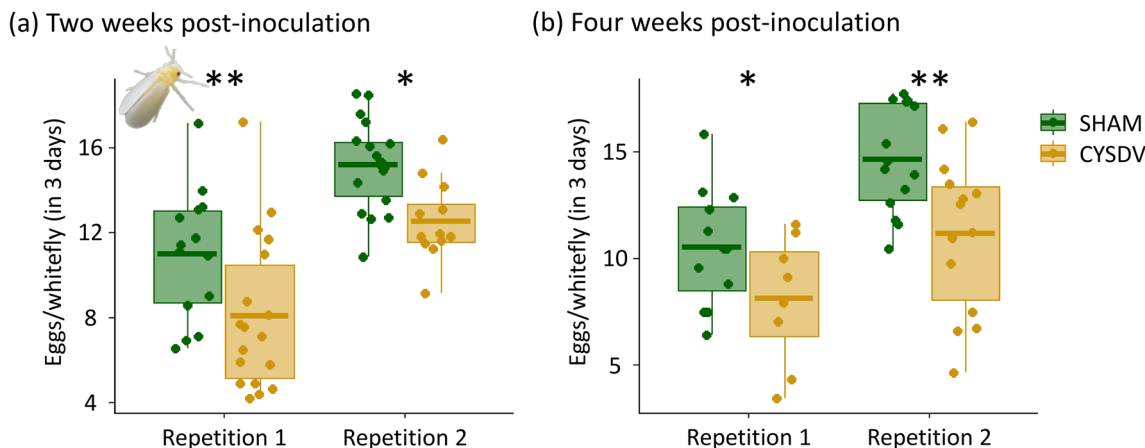 (a) Two weeks post-inoculation
(b) Four weeks post-inoculation
Eggs/whitefly (in 3 days)
16
12
8
4
**
*
Repetition 1
Repetition 2
Eggs/whitefly (in 3 days)
15
10
5
*
**
Repetition 1
Repetition 2
SHAM
CYSDV